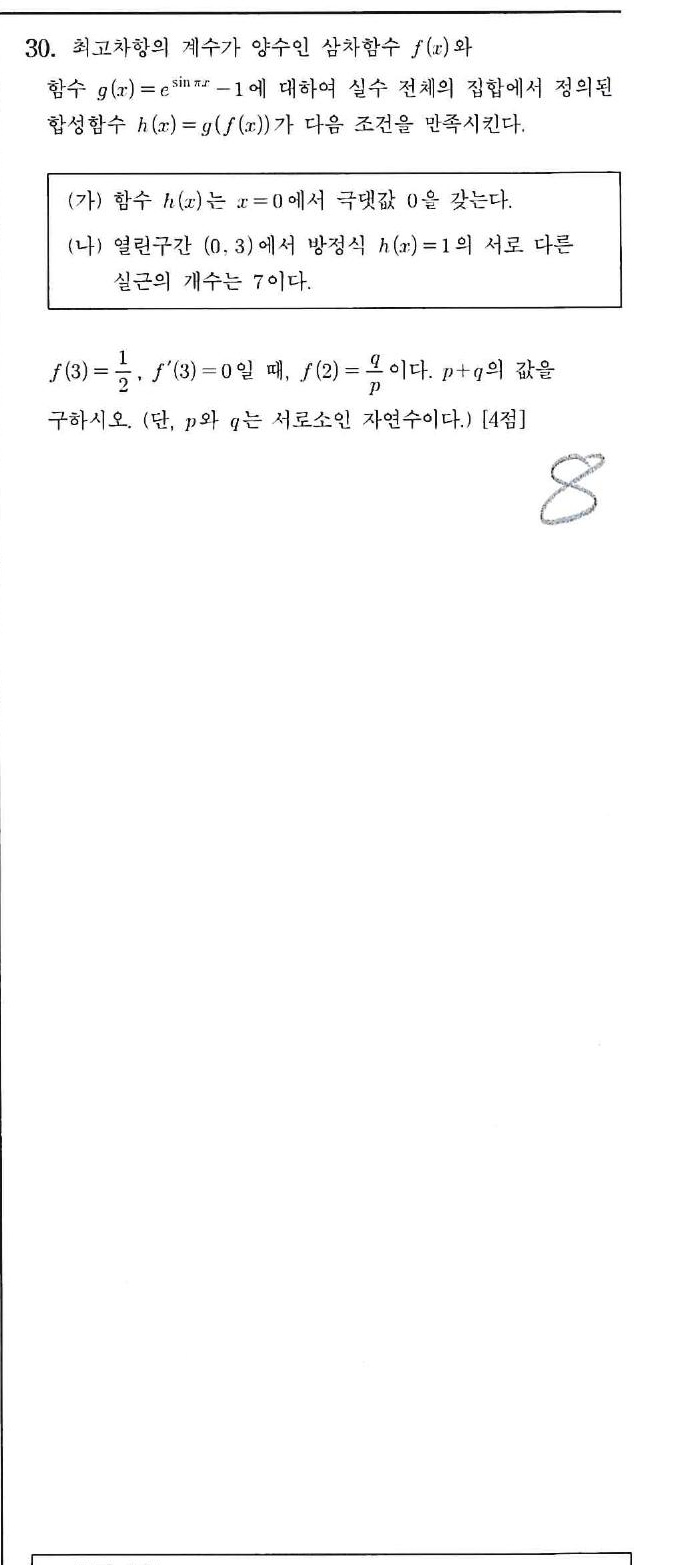 30. 최고차항의 계수가 양수인 삼차함수 f(x)와
함수 g(x)=e^{sin πx}−1에 대하여 실수 전체의 집합에서 정의된
합성함수 h(x)=g(f(x))가 다음 조건을 만족시킨다.
(가) 함수 h(x)는 x=0에서 극댓값 0을 갖는다.
(나) 열린구간 (0, 3)에서 방정식 h(x)=1의 서로 다른
실근의 개수는 7이다.
f(3)=1/2, f′(3)=0일 때, f(2)=q/p이다. p+q의 값을
구하시오. (단, p와 q는 서로소인 자연수이다.) [4점]
8